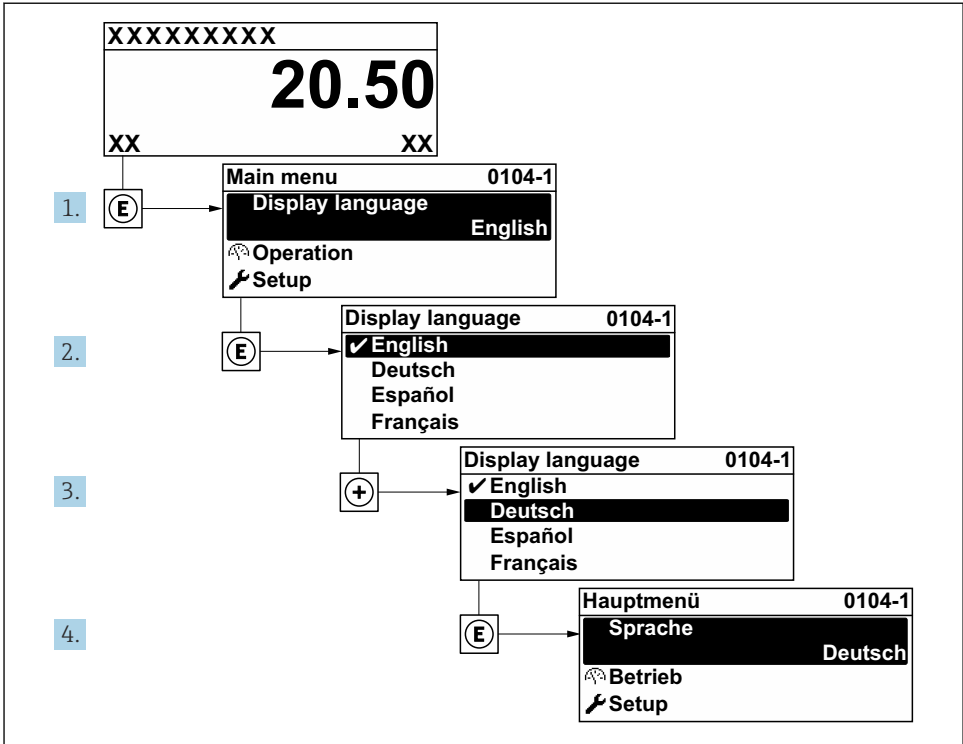 XXXXXXXXX
20.50
XX XX
Main menu 0104-1
1. E Display language
English
Operation
Setup
Display language 0104-1
2. E ✔English
Deutsch
Español
Français
Display language 0104-1
3. + ✔English
Deutsch
Español
Français
Hauptmenü 0104-1
4. E Sprache
Deutsch
Betrieb
Setup